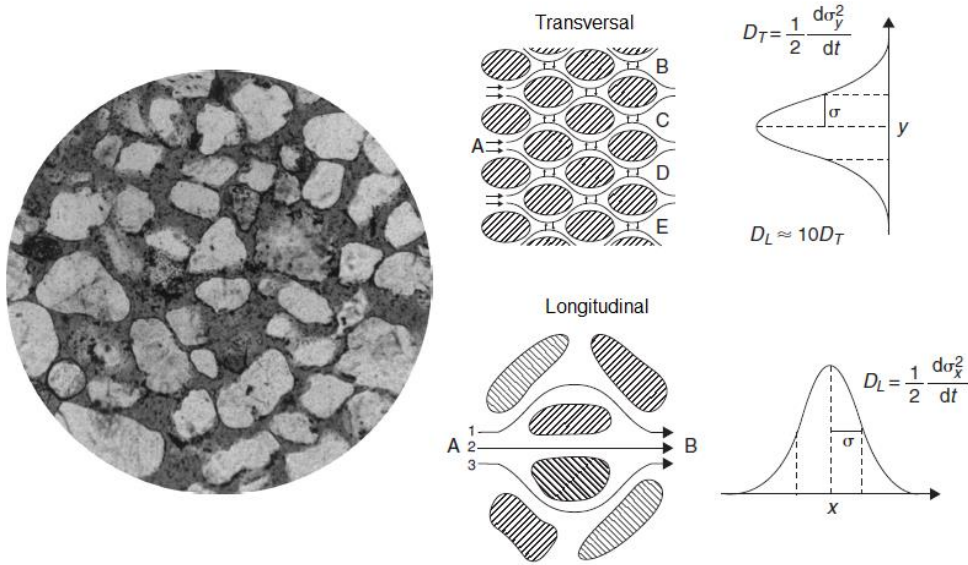 Transversal
B
C
A
D
E
D_T = 1/2 dσ_y^2/dt
σ
y
D_L ≈ 10D_T
Longitudinal
1
A 2 B
3
D_L = 1/2 dσ_x^2/dt
σ
x